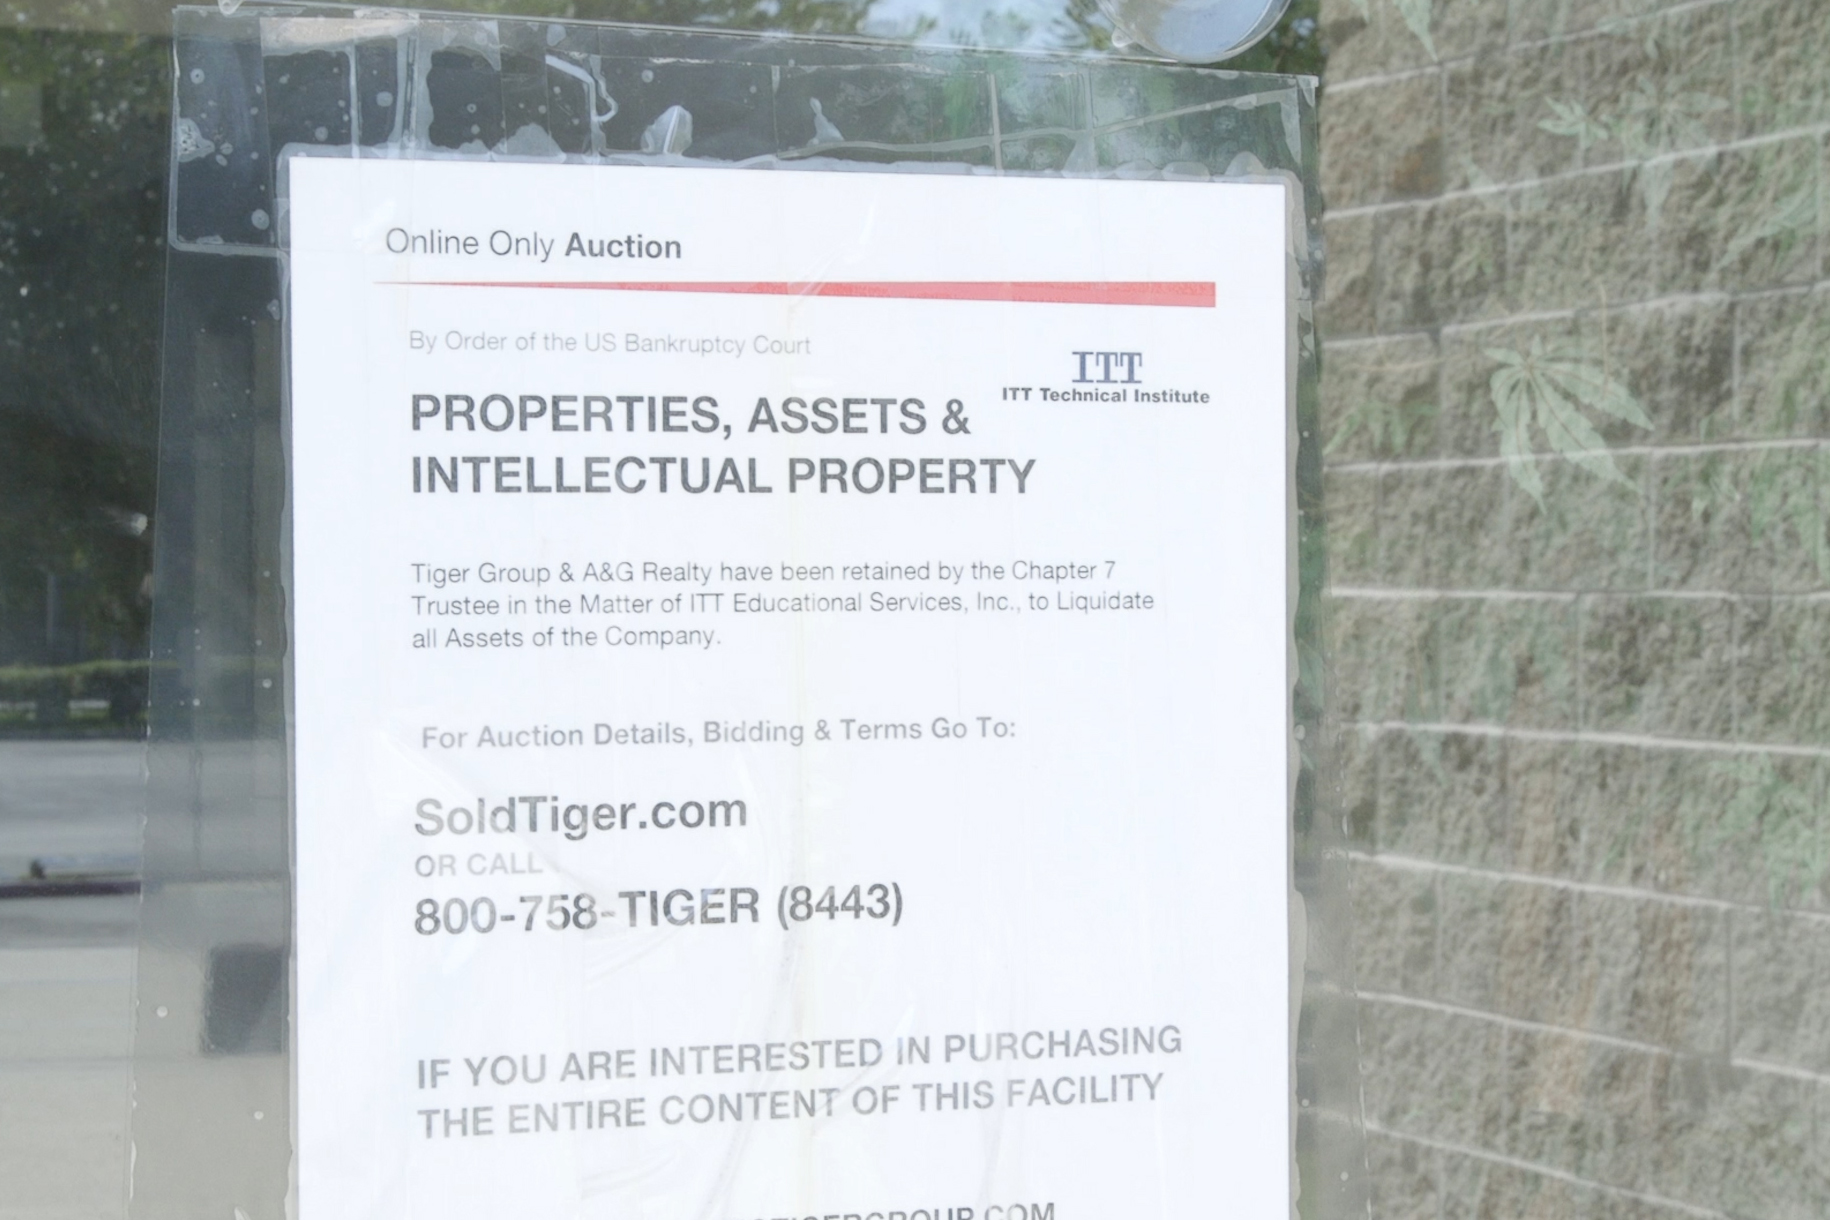 Online Only Auction
By Order of the US Bankruptcy Court
ITT
ITT Technical Institute
PROPERTIES, ASSETS &
INTELLECTUAL PROPERTY
Tiger Group & A&G Realty have been retained by the Chapter 7
Trustee in the Matter of ITT Educational Services, Inc., to Liquidate
all Assets of the Company.
For Auction Details, Bidding & Terms Go To:
SoldTiger.com
OR CALL
800-758-TIGER (8443)
IF YOU ARE INTERESTED IN PURCHASING
THE ENTIRE CONTENT OF THIS FACILITY
TIGERGROUP.COM